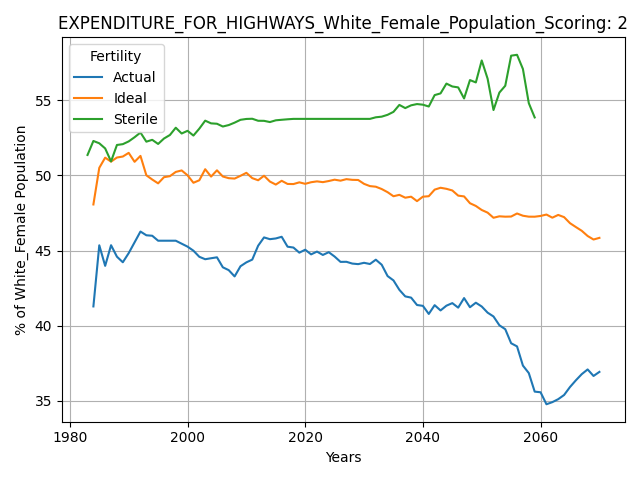 EXPENDITURE_FOR_HIGHWAYS_White_Female_Population_Scoring: 2
Fertility
Actual
Ideal
Sterile
% of White_Female Population
55
50
45
40
35
1980
2000
2020
2040
2060
Years